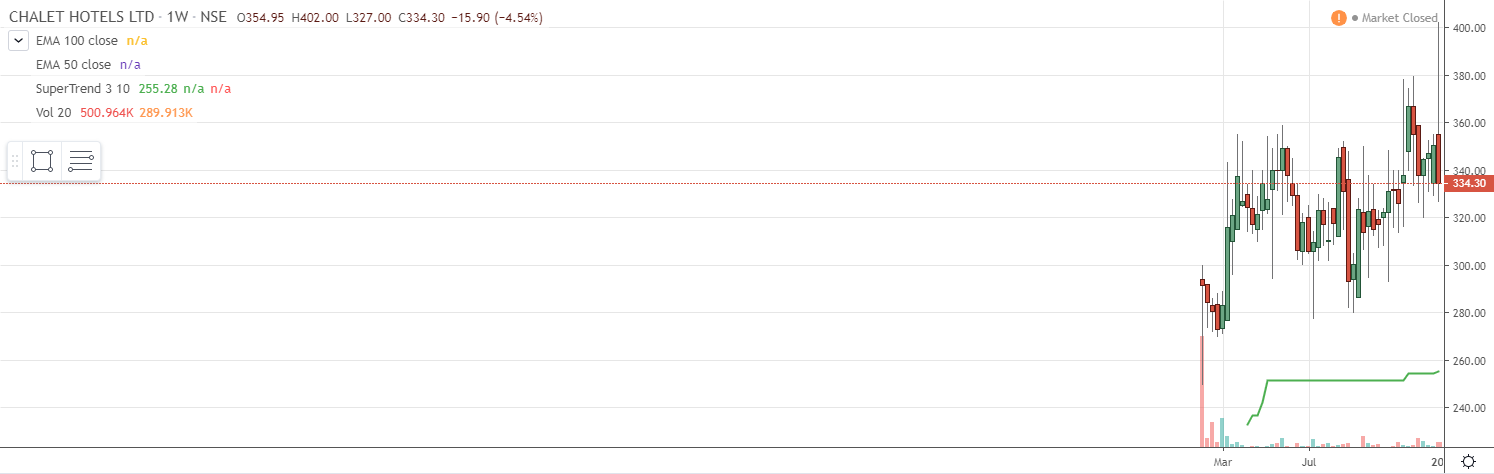 CHALET HOTELS LTD · 1W · NSE O354.95 H402.00 L327.00 C334.30 −15.90 (−4.54%)
! Market Closed
EMA 100 close n/a
EMA 50 close n/a
SuperTrend 3 10 255.28 n/a n/a
Vol 20 500.964K 289.913K
400.00
380.00
360.00
340.00
334.30
320.00
300.00
280.00
260.00
240.00
Mar Jul 20